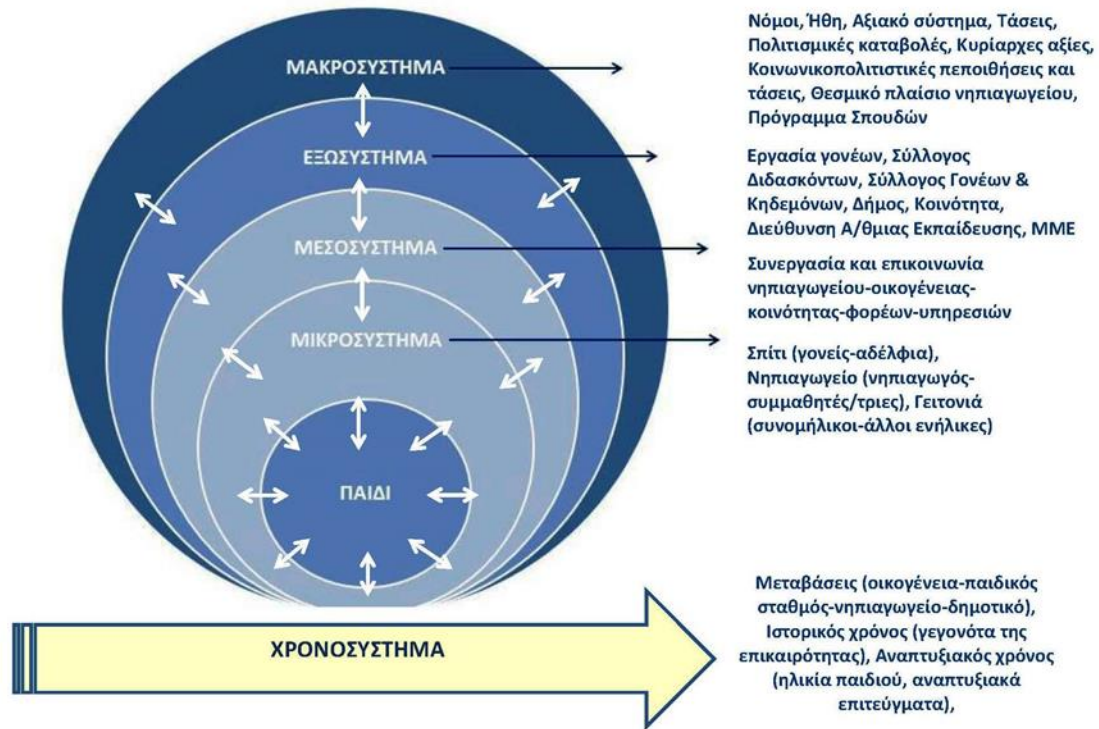 ΜΑΚΡΟΣΥΣΤΗΜΑ
Νόμοι, Ήθη, Αξιακό σύστημα, Τάσεις,
Πολιτισμικές καταβολές, Κυρίαρχες αξίες,
Κοινωνικοπολιτιστικές πεποιθήσεις και
τάσεις, Θεσμικό πλαίσιο νηπιαγωγείου,
Πρόγραμμα Σπουδών
ΕΞΩΣΥΣΤΗΜΑ
Εργασία γονέων, Σύλλογος
Διδασκόντων, Σύλλογος Γονέων &
Κηδεμόνων, Δήμος, Κοινότητα,
Διεύθυνση Α/θμιας Εκπαίδευσης, ΜΜΕ
ΜΕΣΟΣΥΣΤΗΜΑ
Συνεργασία και επικοινωνία
νηπιαγωγείου-οικογένειας-
κοινότητας-φορέων-υπηρεσιών
ΜΙΚΡΟΣΥΣΤΗΜΑ
Σπίτι (γονείς-αδέλφια),
Νηπιαγωγείο (νηπιαγωγός-
συμμαθητές/τριες), Γειτονιά
(συνομήλικοι-άλλοι ενήλικες)
ΠΑΙΔΙ
ΧΡΟΝΟΣΥΣΤΗΜΑ
Μεταβάσεις (οικογένεια-παιδικός
σταθμός-νηπιαγωγείο-δημοτικό),
Ιστορικός χρόνος (γεγονότα της
επικαιρότητας), Αναπτυξιακός χρόνος
(ηλικία παιδιού, αναπτυξιακά
επιτεύγματα),